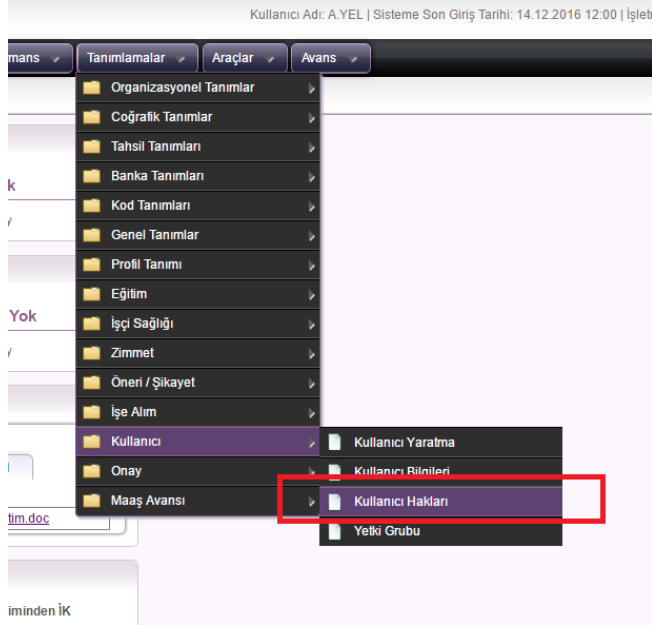 Kullanıcı Adı: A.YEL | Sisteme Son Giriş Tarihi: 14.12.2016 12:00 |
Tanımlamalar Araçlar Avans
Organizasyonel Tanımlar
Coğrafik Tanımlar
Tahsil Tanımları
Banka Tanımları
k
Kod Tanımları
Genel Tanımlar
Profil Tanımı
Eğitim
Yok
İşçi Sağlığı
Zimmet
Öneri / Şikayet
İşe Alım
Kullanıcı Kullanıcı Yaratma
Onay Kullanıcı Bilgileri
Maaş Avansı Kullanıcı Hakları
tim.doc
Yetki Grubu
iminden İK